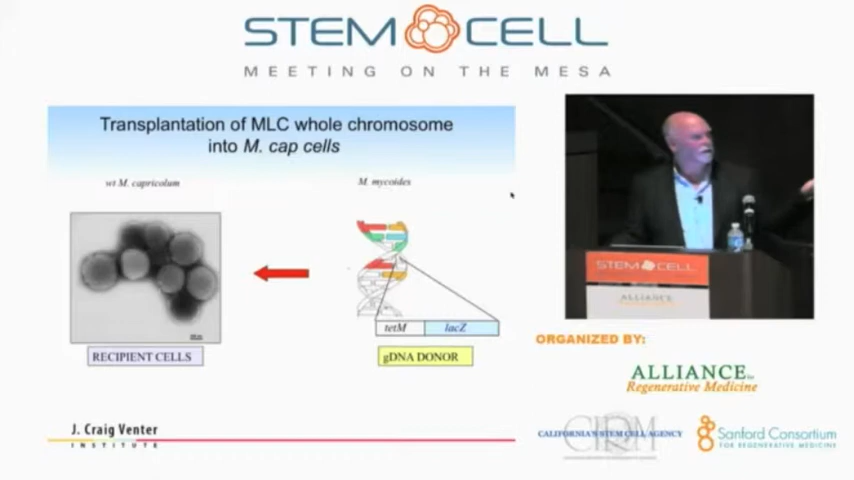 STEM CELL
MEETING ON THE MESA
Transplantation of MLC whole chromosome
into M. cap cells
wt M. capricolum
M. mycoides
tetM
lacZ
RECIPIENT CELLS
gDNA DONOR
J. Craig Venter
INSTITUTE
STEM CELL
ALLIANCE
ORGANIZED BY:
ALLIANCE for
Regenerative Medicine
CIRM
CALIFORNIA'S STEM CELL AGENCY
Sanford Consortium
FOR REGENERATIVE MEDICINE